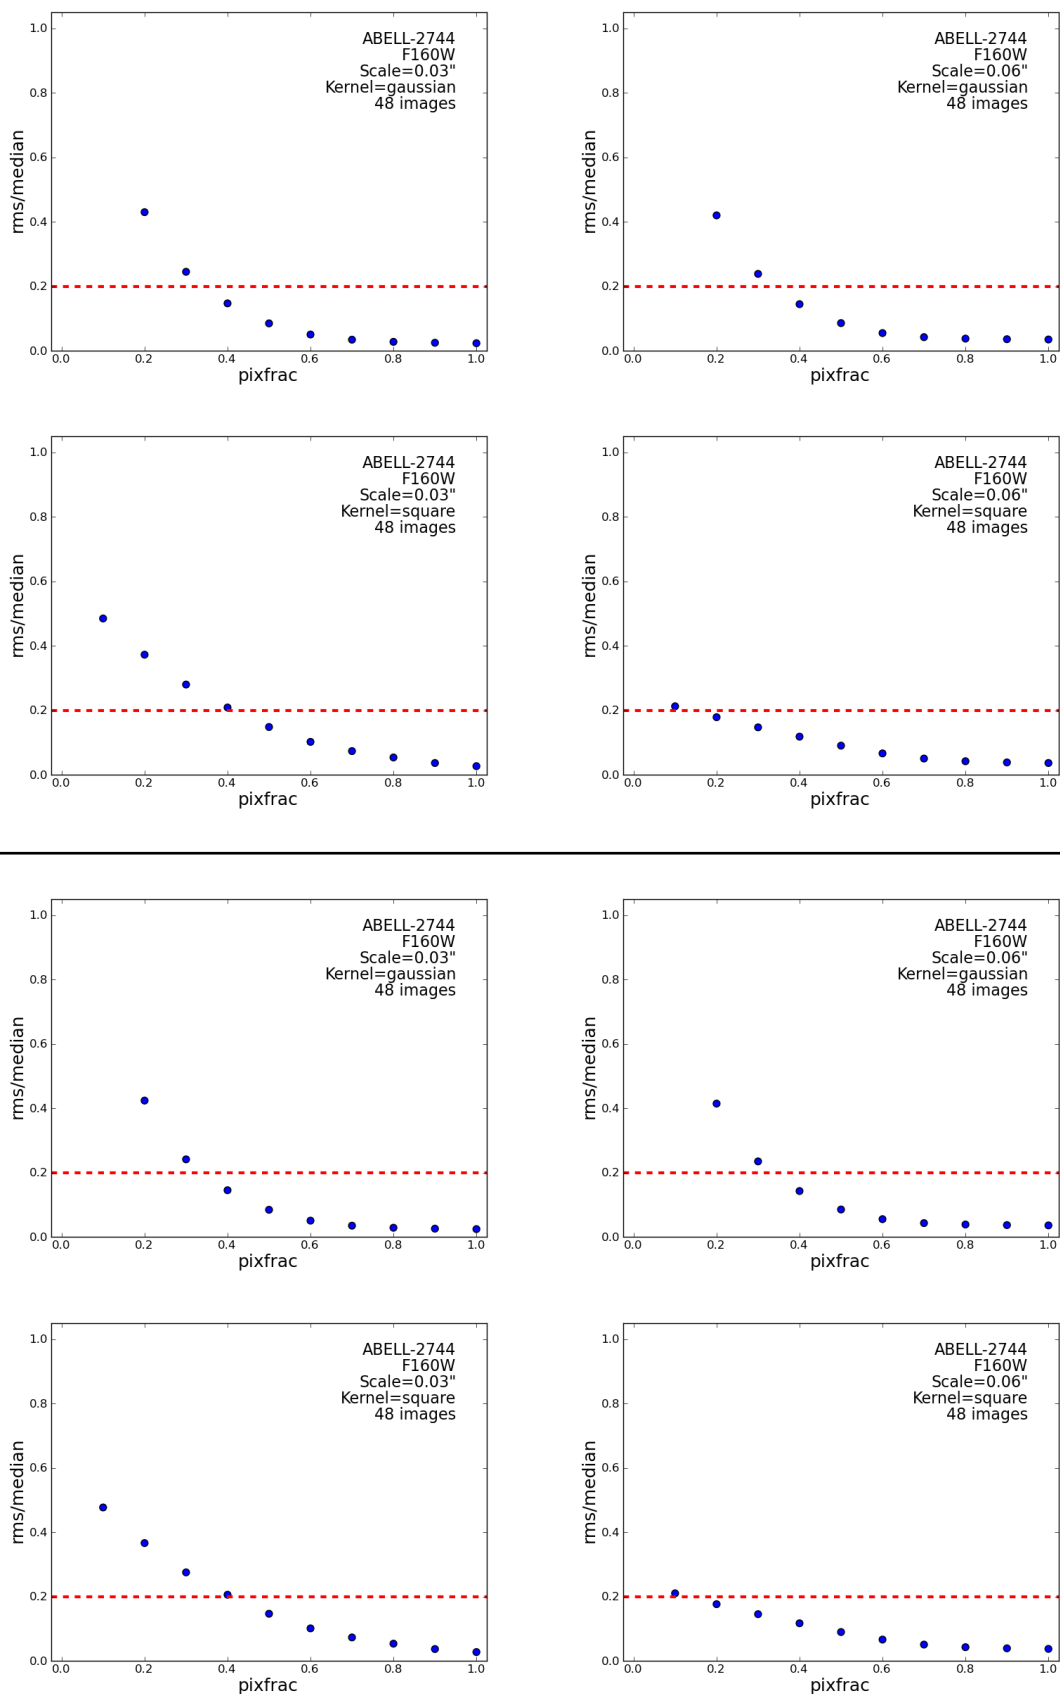 1.0
0.8
0.6
0.4
0.2
0.0
rms/median
ABELL-2744
F160W
Scale=0.03"
Kernel=gaussian
48 images
0.0 0.2 0.4 0.6 0.8 1.0
pixfrac
1.0
0.8
0.6
0.4
0.2
0.0
rms/median
ABELL-2744
F160W
Scale=0.06"
Kernel=gaussian
48 images
0.0 0.2 0.4 0.6 0.8 1.0
pixfrac
1.0
0.8
0.6
0.4
0.2
0.0
rms/median
ABELL-2744
F160W
Scale=0.03"
Kernel=square
48 images
0.0 0.2 0.4 0.6 0.8 1.0
pixfrac
1.0
0.8
0.6
0.4
0.2
0.0
rms/median
ABELL-2744
F160W
Scale=0.06"
Kernel=square
48 images
0.0 0.2 0.4 0.6 0.8 1.0
pixfrac
1.0
0.8
0.6
0.4
0.2
0.0
rms/median
ABELL-2744
F160W
Scale=0.03"
Kernel=gaussian
48 images
0.0 0.2 0.4 0.6 0.8 1.0
pixfrac
1.0
0.8
0.6
0.4
0.2
0.0
rms/median
ABELL-2744
F160W
Scale=0.06"
Kernel=gaussian
48 images
0.0 0.2 0.4 0.6 0.8 1.0
pixfrac
1.0
0.8
0.6
0.4
0.2
0.0
rms/median
ABELL-2744
F160W
Scale=0.03"
Kernel=square
48 images
0.0 0.2 0.4 0.6 0.8 1.0
pixfrac
1.0
0.8
0.6
0.4
0.2
0.0
rms/median
ABELL-2744
F160W
Scale=0.06"
Kernel=square
48 images
0.0 0.2 0.4 0.6 0.8 1.0
pixfrac